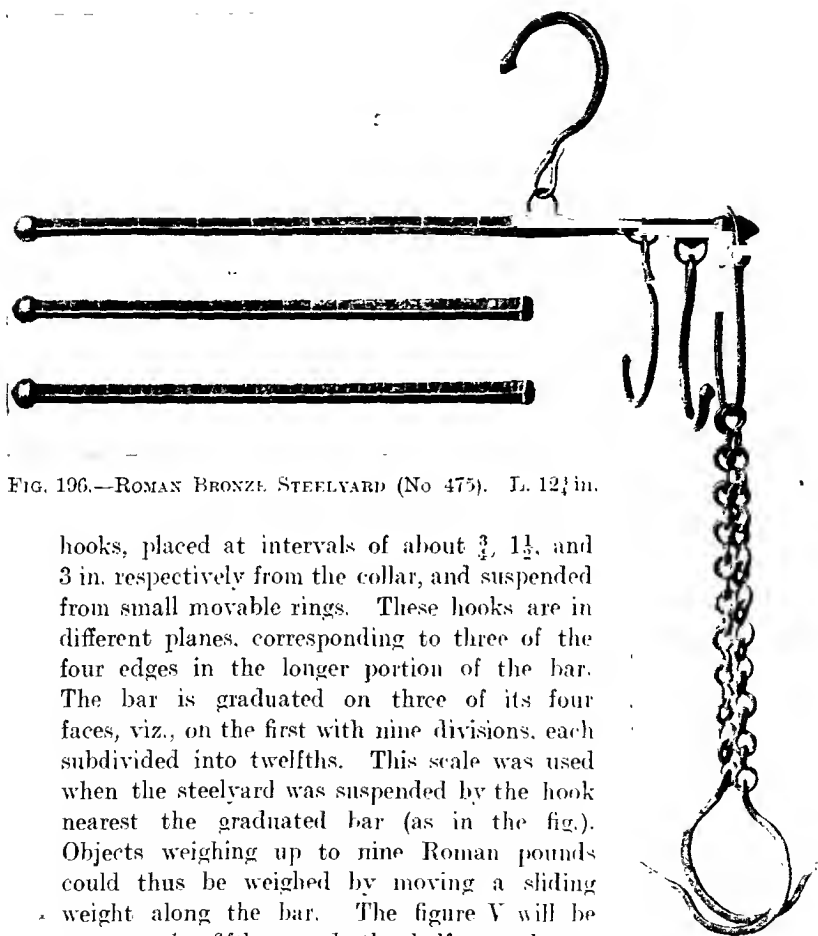 FIG. 196.—ROMAN BRONZE STEELYARD (No 475). L. 12¼ in.
hooks, placed at intervals of about ¾, 1½, and
3 in. respectively from the collar, and suspended
from small movable rings. These hooks are in
different planes, corresponding to three of the
four edges in the longer portion of the bar.
The bar is graduated on three of its four
faces, viz., on the first with nine divisions, each
subdivided into twelfths. This scale was used
when the steelyard was suspended by the hook
nearest the graduated bar (as in the fig.).
Objects weighing up to nine Roman pounds
could thus be weighed by moving a sliding
weight along the bar. The figure V will be